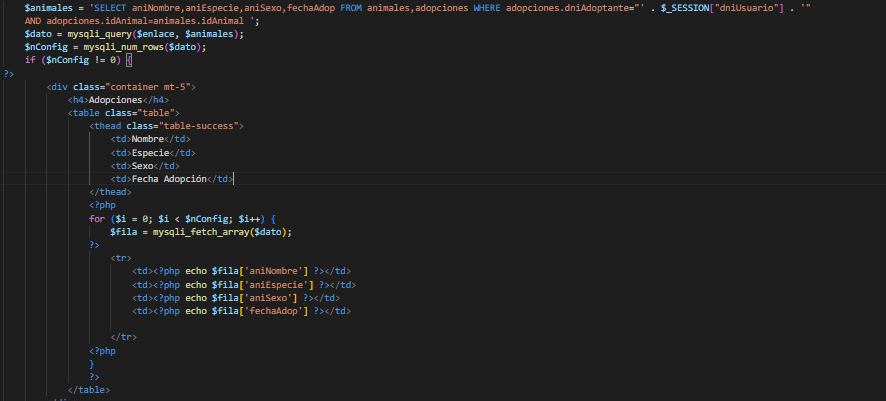 $animales = 'SELECT aniNombre,aniEspecie,aniSexo,fechaAdop FROM animales,adopciones WHERE adopciones.dniAdoptante="' . $_SESSION["dniUsuario"] . '"
AND adopciones.idAnimal=animales.idAnimal ';
$dato = mysqli_query($enlace, $animales);
$nConfig = mysqli_num_rows($dato);
if ($nConfig != 0) {
?>
<div class="container mt-5">
<h4>Adopciones</h4>
<table class="table">
<thead class="table-success">
<td>Nombre</td>
<td>Especie</td>
<td>Sexo</td>
<td>Fecha Adopción</td>
</thead>
<?php
for ($i = 0; $i < $nConfig; $i++) {
$fila = mysqli_fetch_array($dato);
?>
<tr>
<td><?php echo $fila['aniNombre'] ?></td>
<td><?php echo $fila['aniEspecie'] ?></td>
<td><?php echo $fila['aniSexo'] ?></td>
<td><?php echo $fila['fechaAdop'] ?></td>
</tr>
<?php
}
?>
</table>